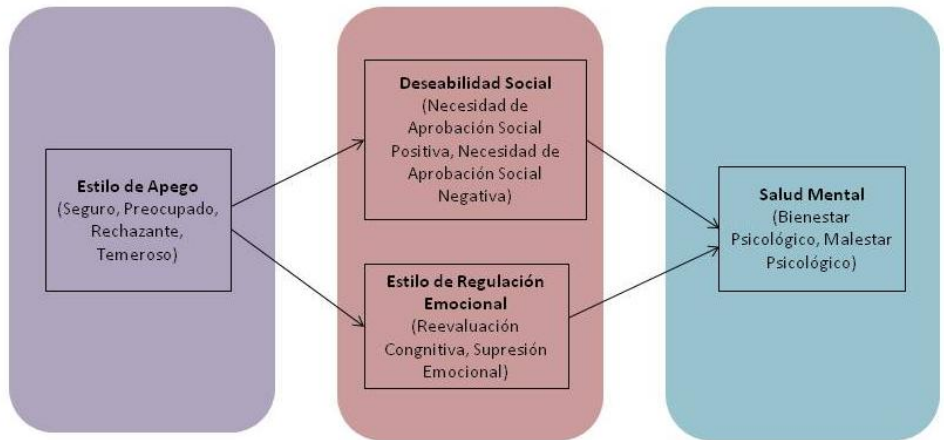 Estilo de Apego
(Seguro, Preocupado,
Rechazante,
Temeroso)
Deseabilidad Social
(Necesidad de
Aprobación Social
Positiva, Necesidad de
Aprobación Social
Negativa)
Estilo de Regulación
Emocional
(Reevaluación
Congnitiva, Supresión
Emocional)
Salud Mental
(Bienestar
Psicológico, Malestar
Psicológico)